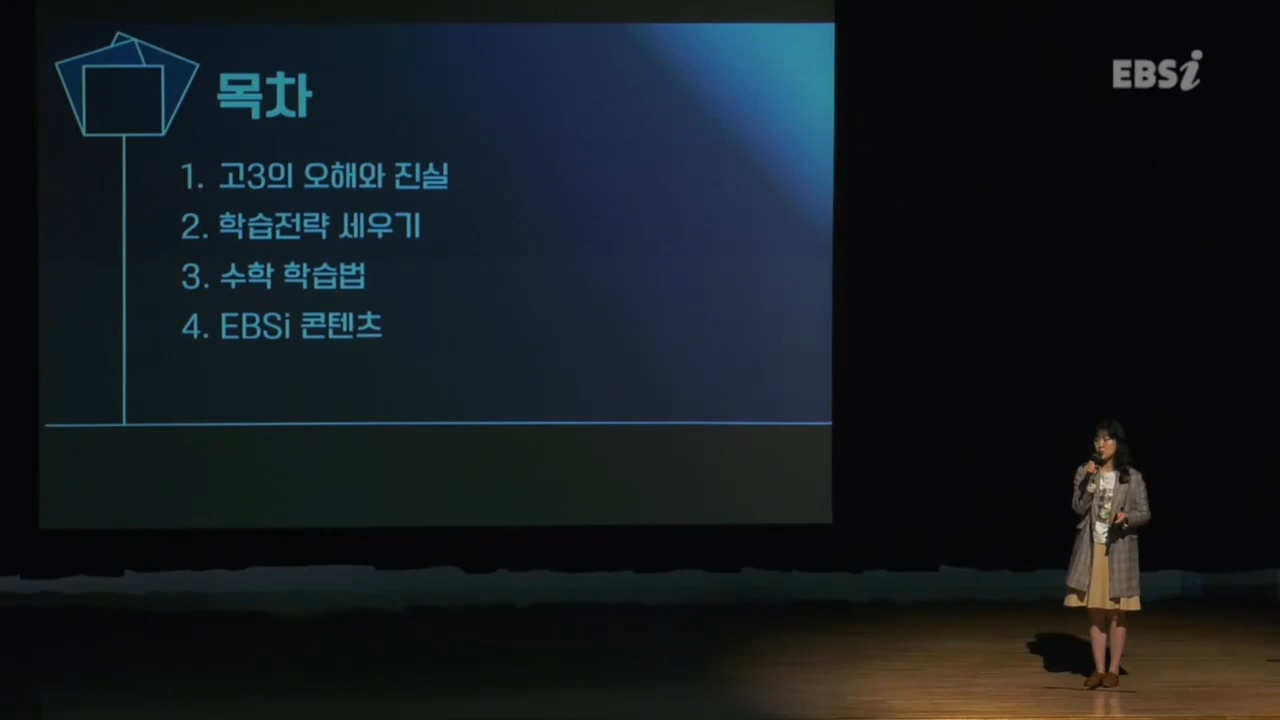 목차
1. 고3의 오해와 진실
2. 학습전략 세우기
3. 수학 학습법
4. EBSi 콘텐츠
EBSi